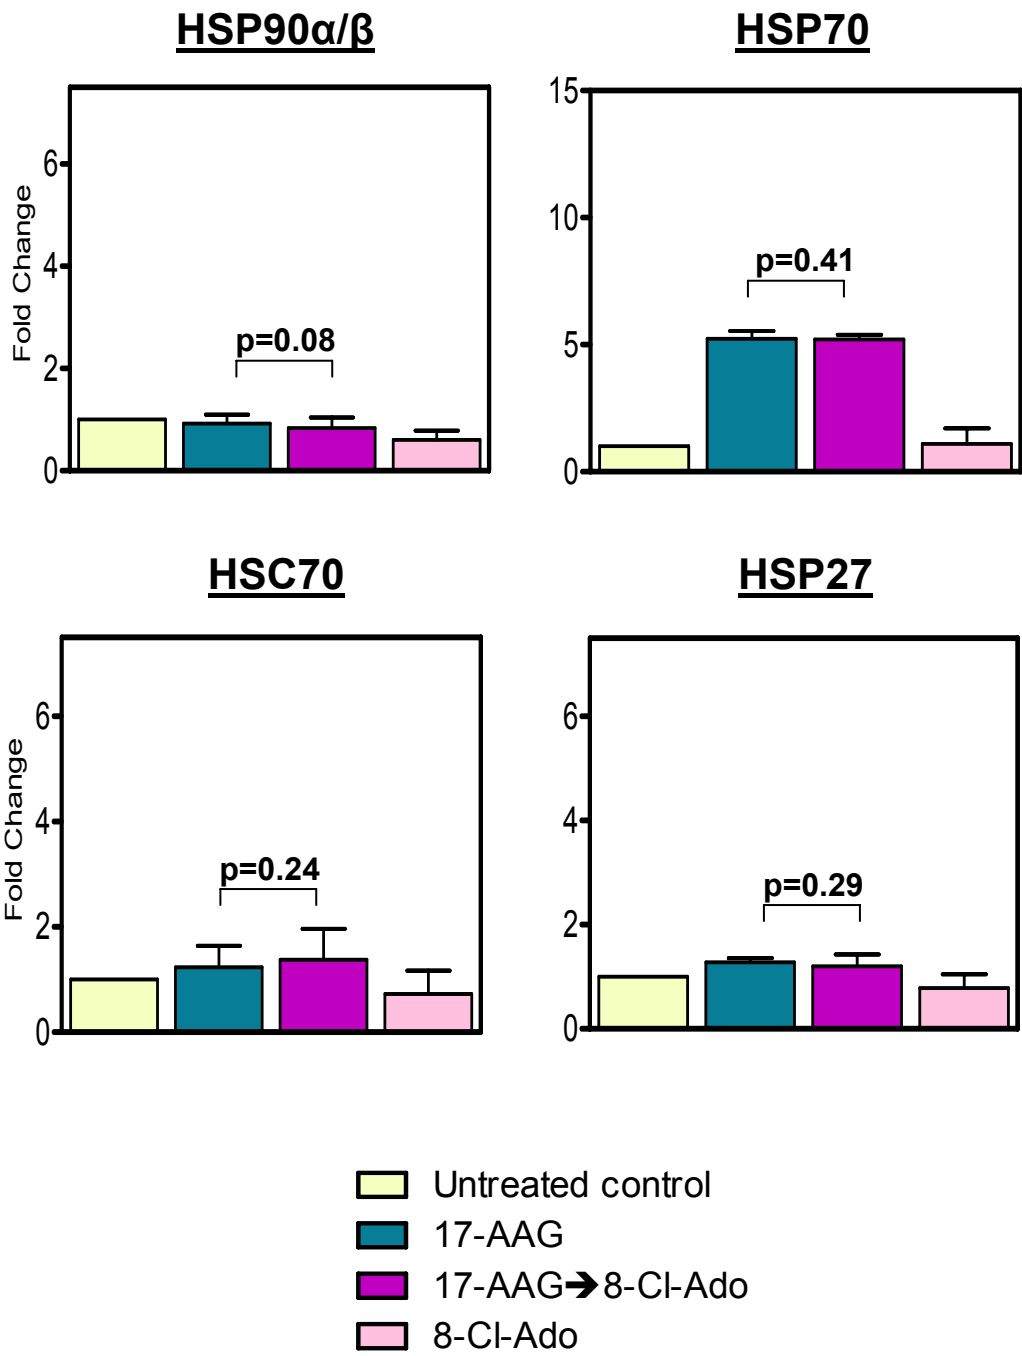 HSP90α/β
Fold Change
6
4
2
0
p=0.08
HSP70
15
10
5
0
p=0.41
HSC70
Fold Change
6
4
2
0
p=0.24
HSP27
6
4
2
0
p=0.29
Untreated control
17-AAG
17-AAG➔8-Cl-Ado
8-Cl-Ado